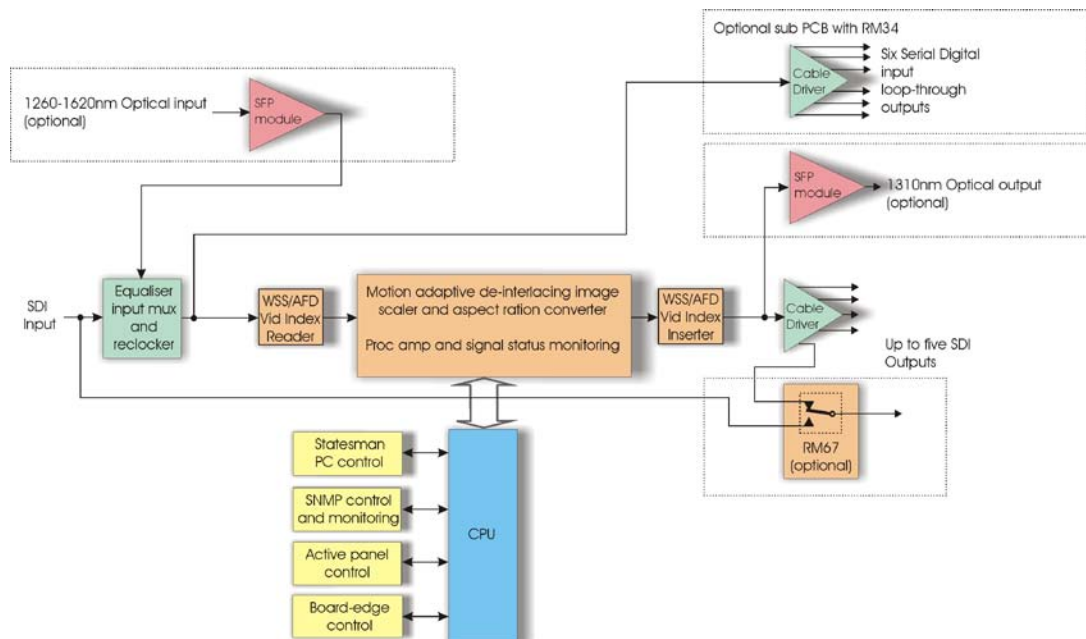 Optional sub PCB with RM34
Cable
Driver
Six Serial Digital
input
loop-through
outputs
1260-1620nm Optical input
(optional)
SFP
module
SFP
module
1310nm Optical output
(optional)
SDI
Input
Equaliser
input mux
and
reclocker
WSS/AFD
Vid Index
Reader
Motion adaptive de-interlacing image
scaler and aspect ration converter
Proc amp and signal status monitoring
WSS/AFD
Vid Index
Inserter
Cable
Driver
Up to five SDI
Outputs
RM67
(optional)
Statesman
PC control
SNMP control
and monitoring
Active panel
control
Board-edge
control
CPU